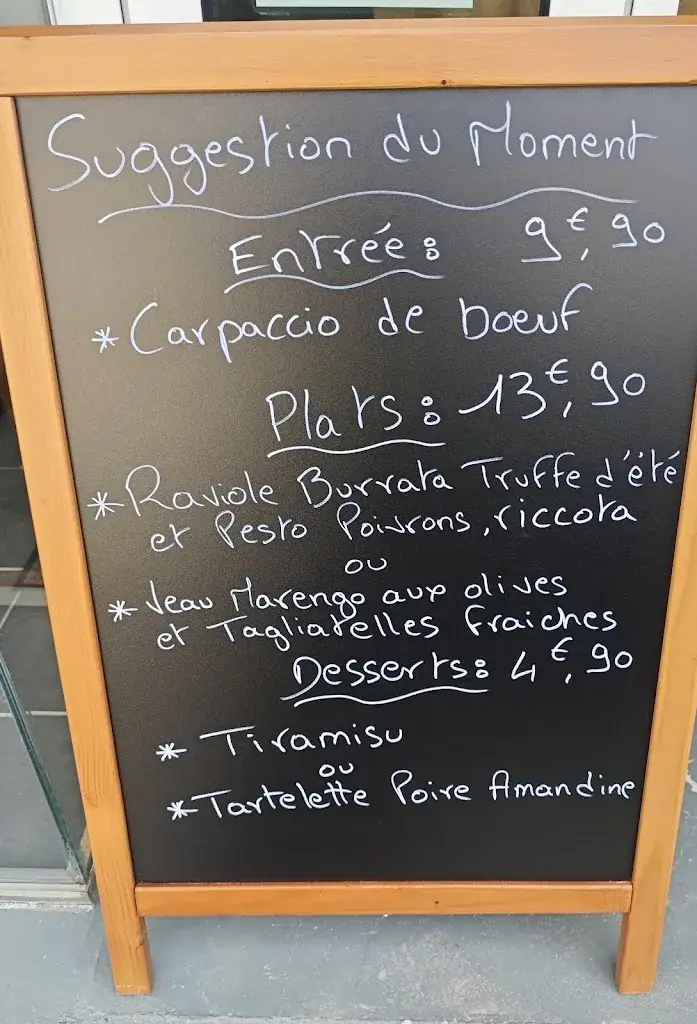 Suggestion du Moment
Entrée: 9€,90
* Carpaccio de boeuf
Plats: 13€,90
* Raviole Burrata Truffe d'été
et Pesto Poivrons, riccota
ou
* Veau Marengo aux olives
et Tagliatelles fraiches
Desserts: 4€,90
* Tiramisu
ou
* Tartelette Poire Amandine